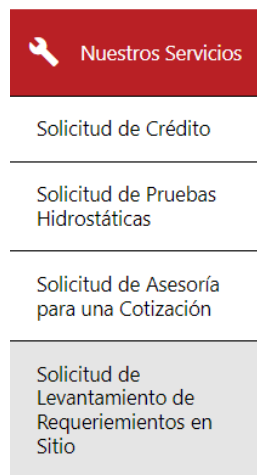 Nuestros Servicios
Solicitud de Crédito
Solicitud de Pruebas
Hidrostáticas
Solicitud de Asesoría
para una Cotización
Solicitud de
Levantamiento de
Requeriemientos en
Sitio